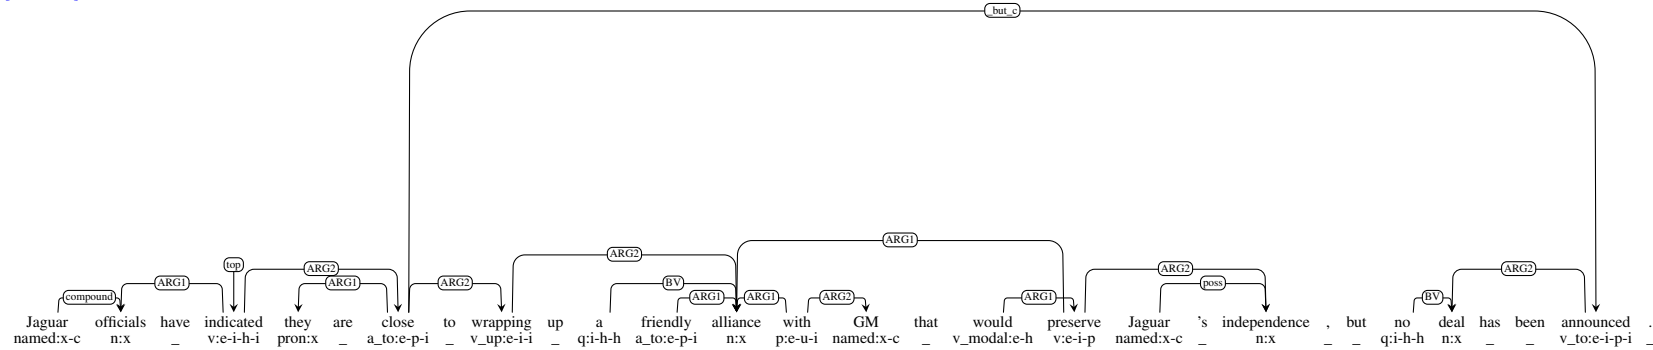 _but_c
ARG1
ARG2 ARG2
top ARG2 ARG2
ARG1 ARG1 ARG2 BV poss
compound ARG1 ARG1 ARG2 ARG1 BV
Jaguar officials have indicated they are close to wrapping up a friendly alliance with GM that would preserve Jaguar 's independence , but no deal has been announced .
named:x-c n:x _ v:e-i-h-i pron:x _ a_to:e-p-i _ v_up:e-i-i _ q:i-h-h a_to:e-p-i n:x p:e-u-i named:x-c _ v_modal:e-h v:e-i-p named:x-c _ n:x _ _ q:i-h-h n:x _ _ v_to:e-i-p-i _